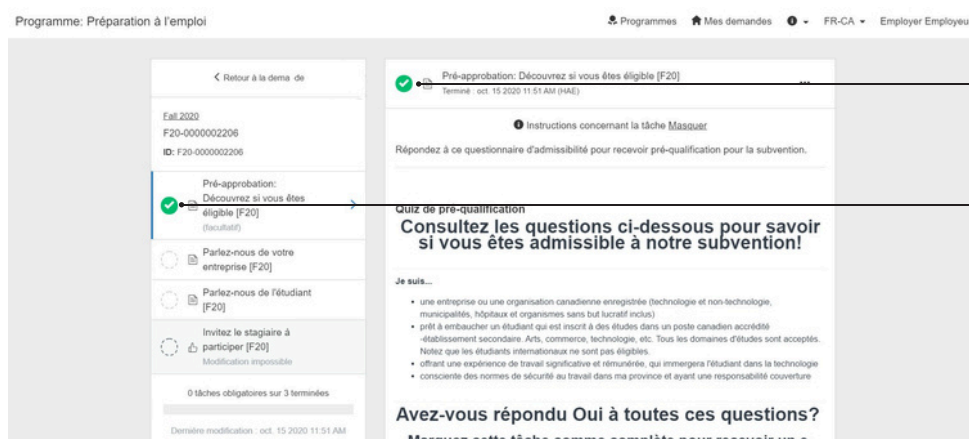 Programme: Préparation à l'emploi
Programmes Mes demandes FR-CA Employer Employeu
Retour à la dema de
Fall 2020
F20-0000002206
ID: F20-0000002206
Pré-approbation:
Découvrez si vous êtes
éligible [F20]
(facultatif)
Parlez-nous de votre
entreprise [F20]
Parlez-nous de l'étudiant
[F20]
Invitez le stagiaire à
participer [F20]
Modification impossible
0 tâches obligatoires sur 3 terminées
Dernière modification : oct. 15 2020 11:51 AM
Pré-approbation: Découvrez si vous êtes éligible [F20]
Terminé : oct. 15 2020 11:51 AM (HAE)
Instructions concernant la tâche Masquer
Répondez à ce questionnaire d'admissibilité pour recevoir pré-qualification pour la subvention.
Quiz de pré-qualification
Consultez les questions ci-dessous pour savoir
si vous êtes admissible à notre subvention!
Je suis...
• une entreprise ou une organisation canadienne enregistrée (technologie et non-technologie,
municipalités, hôpitaux et organismes sans but lucratif inclus)
• prêt à embaucher un étudiant qui est inscrit à des études dans un poste canadien accrédité
-établissement secondaire. Arts, commerce, technologie, etc. Tous les domaines d'études sont acceptés.
Notez que les étudiants internationaux ne sont pas éligibles.
• offrant une expérience de travail significative et rémunérée, qui immergera l'étudiant dans la technologie
• consciente des normes de sécurité au travail dans ma province et ayant une responsabilité couverture
Avez-vous répondu Oui à toutes ces questions?
Marquez cette tâche comme complète pour recevoir un e